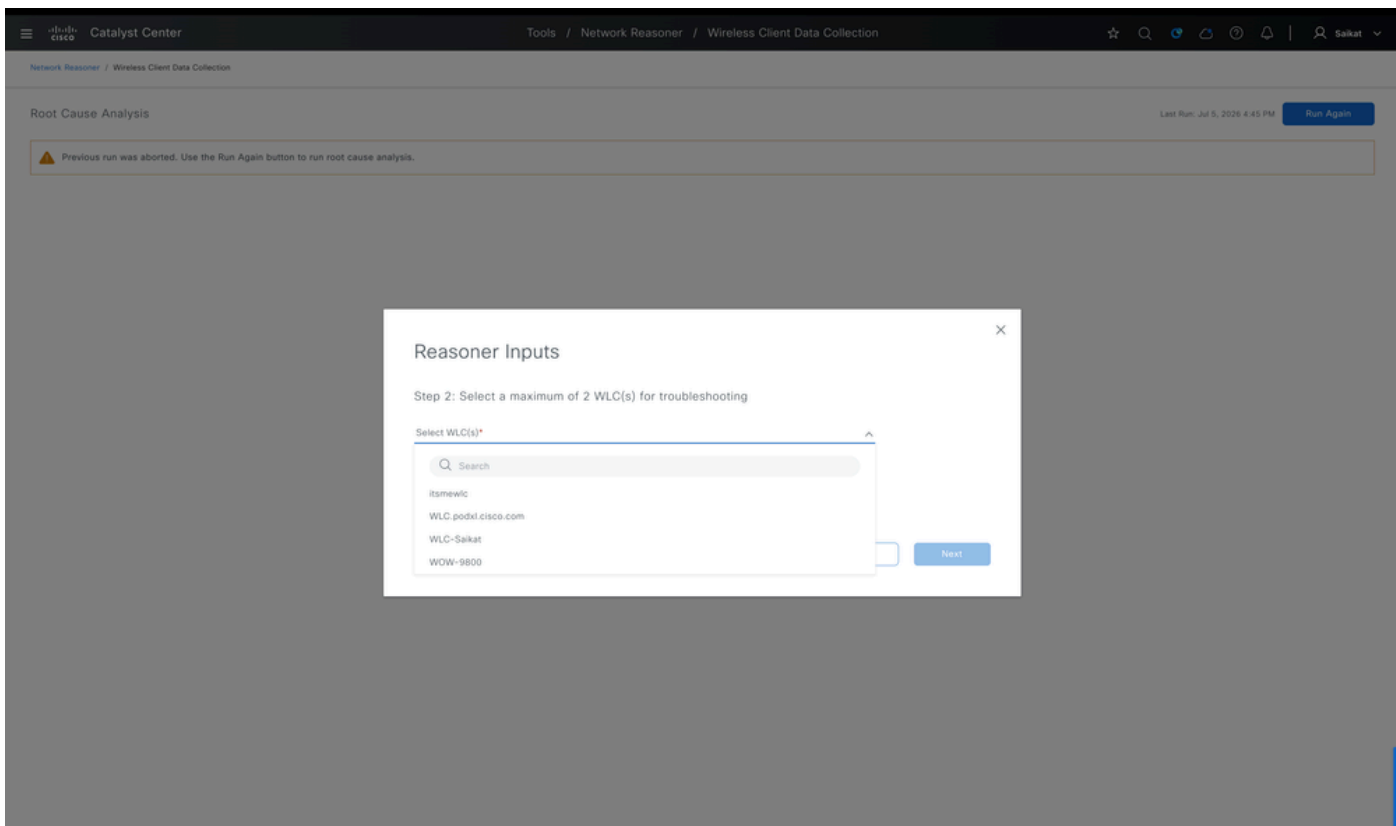 cisco Catalyst Center Tools / Network Reasoner / Wireless Client Data Collection Saikat
Network Reasoner / Wireless Client Data Collection
Root Cause Analysis Last Run: Jul 5, 2026 4:45 PM Run Again
Previous run was aborted. Use the Run Again button to run root cause analysis.
Reasoner Inputs
Step 2: Select a maximum of 2 WLC(s) for troubleshooting
Select WLC(s)*
Search
itsmewlc
WLC.podxl.cisco.com
WLC-Saikat
WOW-9800
Next